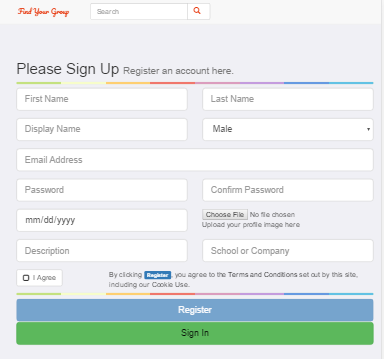 Find Your Group Search
Please Sign Up Register an account here.
First Name Last Name
Display Name Male
Email Address
Password Confirm Password
mm/dd/yyyy Choose File No file chosen
Upload your profile image here
Description School or Company
I Agree By clicking Register, you agree to the Terms and Conditions set out by this site,
including our Cookie Use.
Register
Sign In